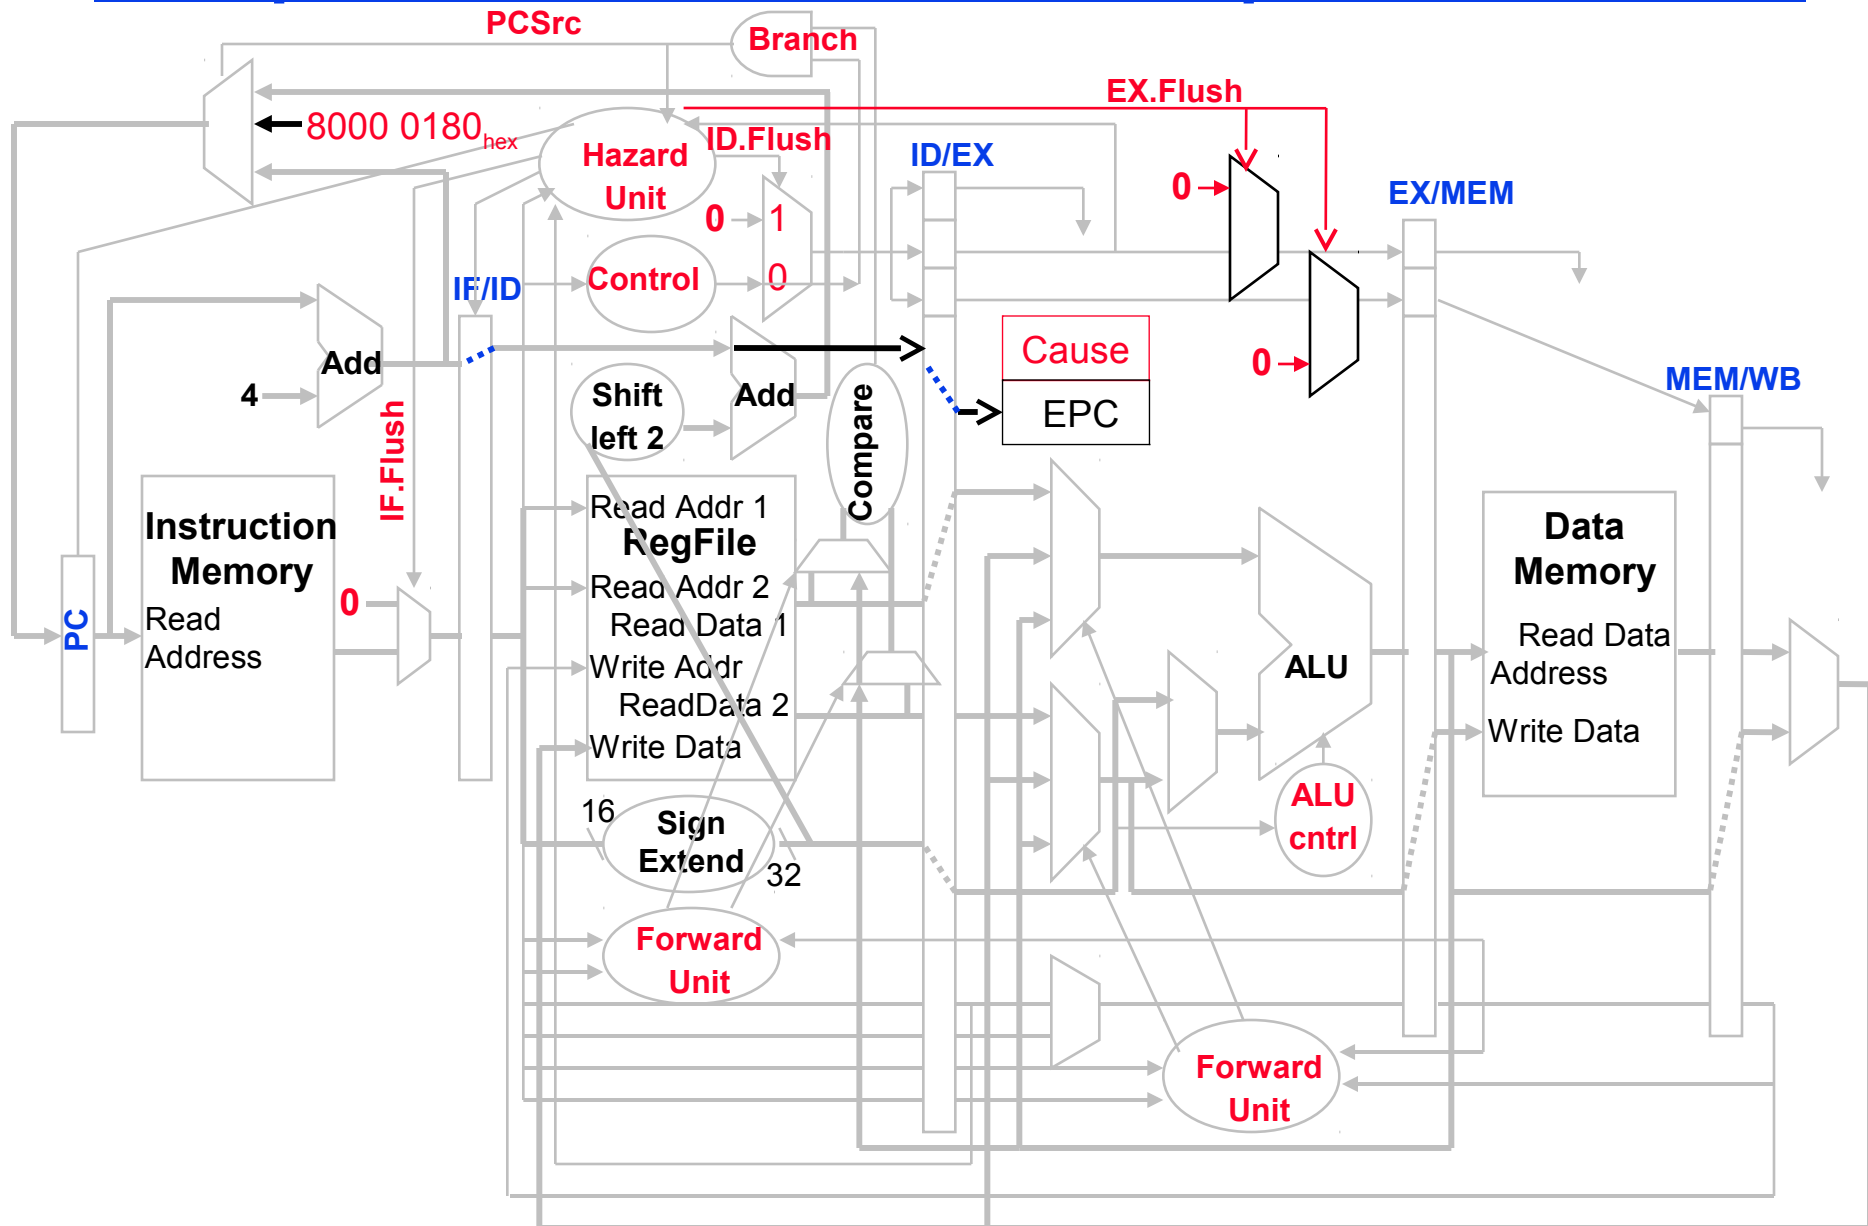 PCSrc
Branch
EX.Flush
8000 0180hex
ID.Flush
Hazard
Unit
ID/EX
0
EX/MEM
0
1
Control
0
IF/ID
Cause
Add
0
4
Shift
left 2
Add
EPC
MEM/WB
Compare
IF.Flush
Instruction
Memory
Read
Address
PC
0
Read Addr 1
RegFile
Read Addr 2
Read Data 1
Write Addr
ReadData 2
Write Data
Data
Memory
Read Data
Address
Write Data
ALU
ALU
cntrl
16
Sign
Extend
32
Forward
Unit
Forward
Unit